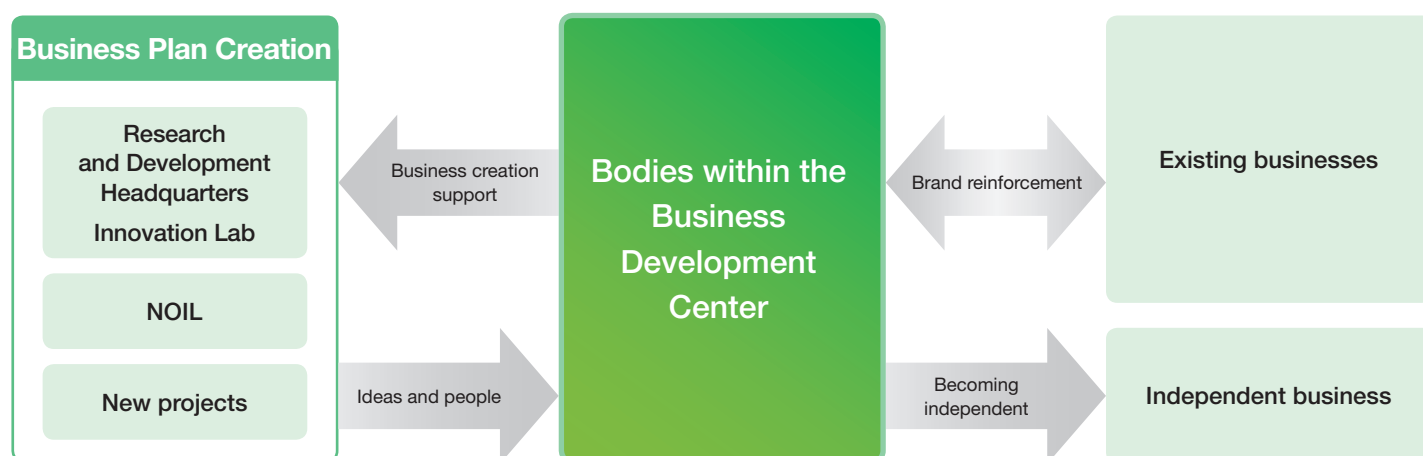 Business Plan Creation
Research
and Development
Headquarters
Innovation Lab
NOIL
New projects
Business creation
support
Ideas and people
Bodies within the
Business
Development
Center
Brand reinforcement
Becoming
independent
Existing businesses
Independent business